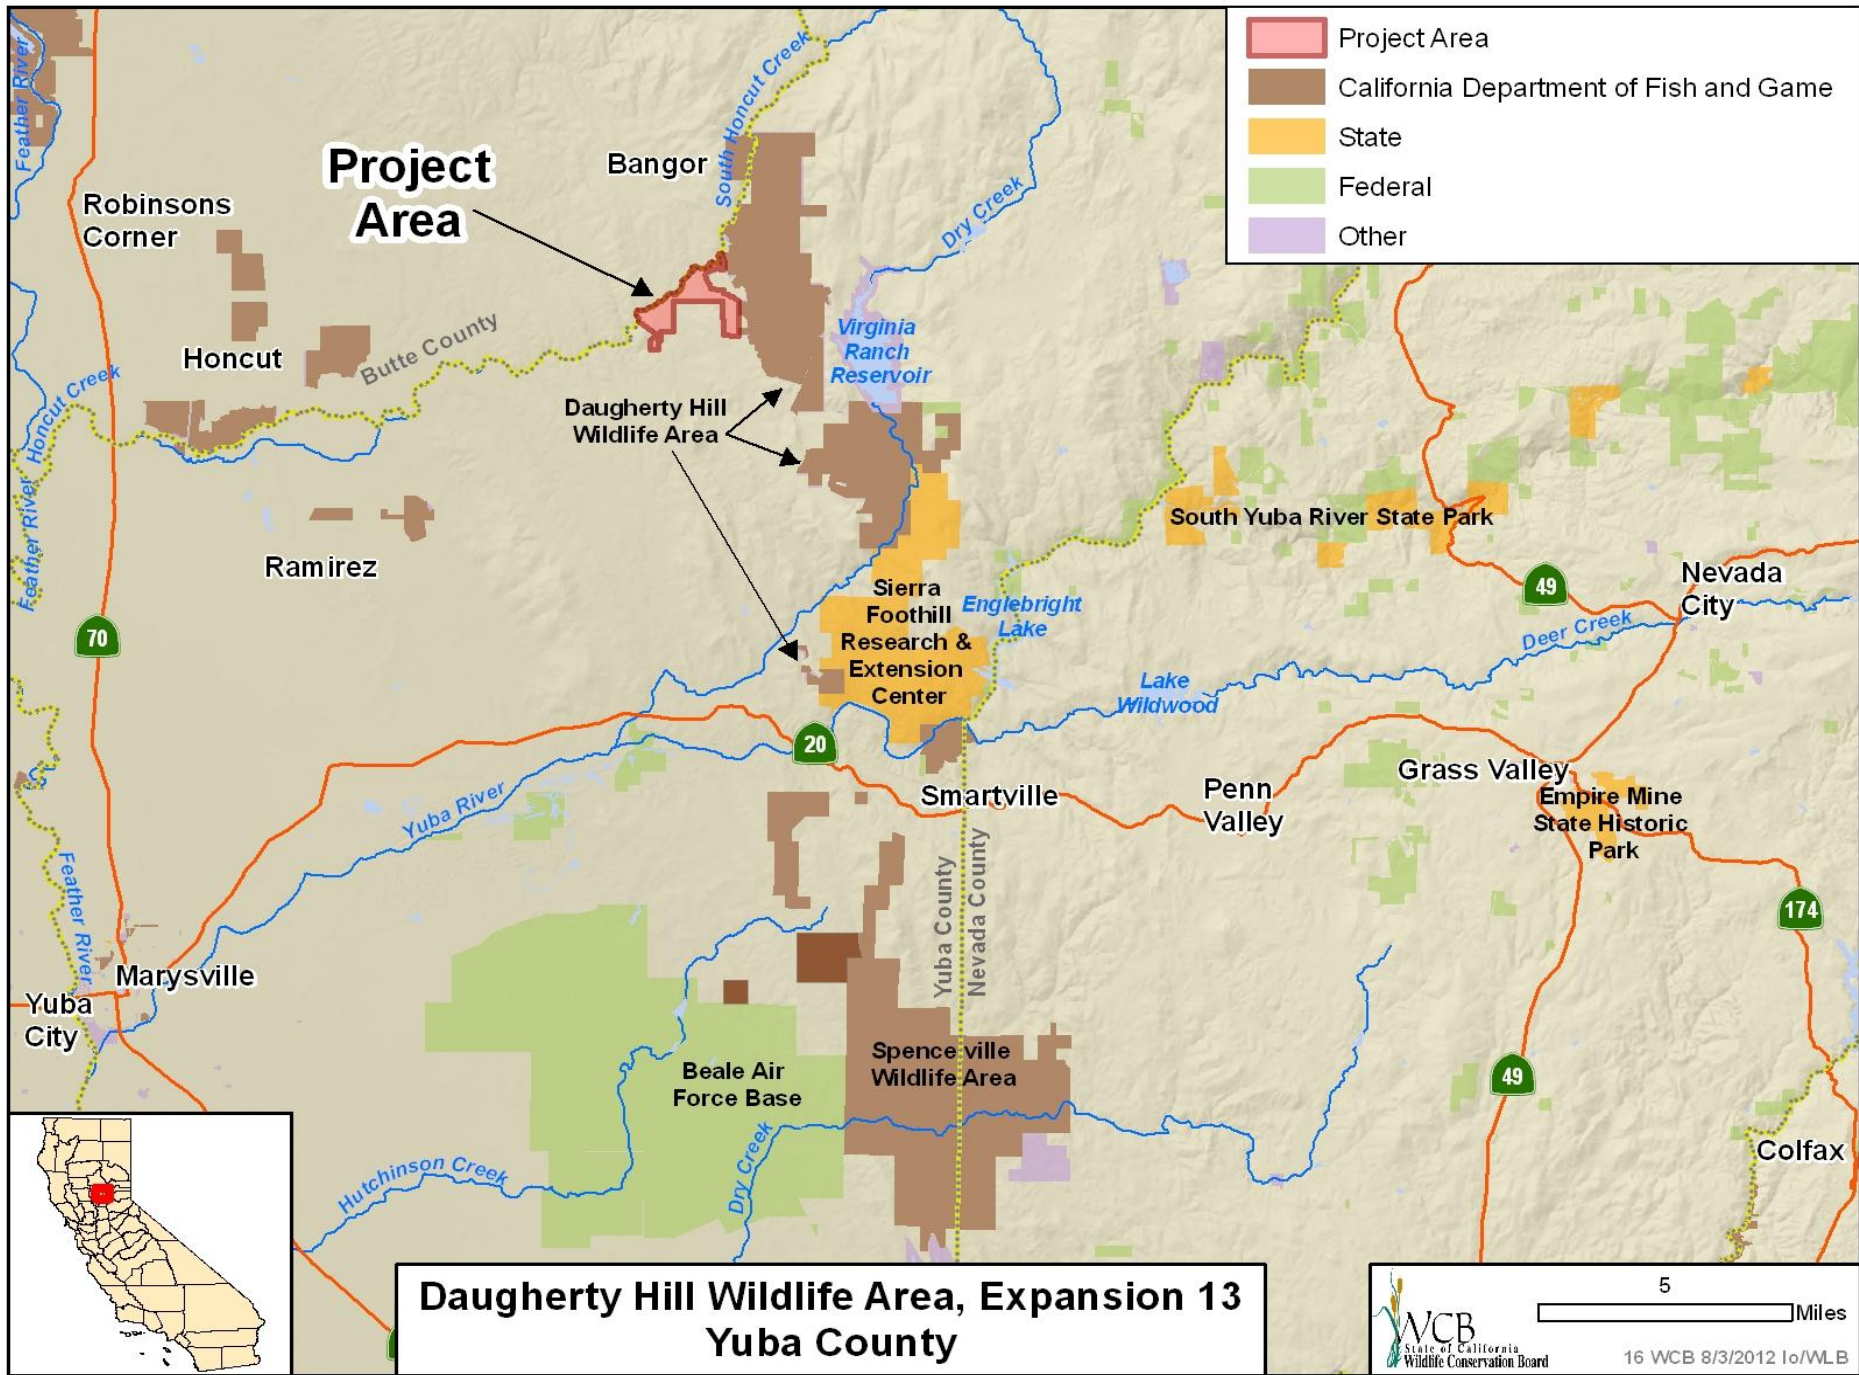 Project Area
California Department of Fish and Game
State
Federal
Other
Feather River
South Honcut Creek
Project
Area
Bangor
Robinsons
Corner
Dry Creek
Butte County
Honcut
Virginia
Ranch
Reservoir
Honcut Creek
Daugherty Hill
Wildlife Area
Feather River
South Yuba River State Park
Ramirez
Sierra
Foothill
Research &
Extension
Center
Englebright
Lake
49
Nevada
City
Deer Creek
70
Lake
Wildwood
20
Yuba River
Smartville
Penn
Valley
Grass Valley
Empire Mine
State Historic
Park
Feather River
Yuba County
Nevada County
174
Marysville
Yuba
City
Beale Air
Force Base
Spenceville
Wildlife Area
49
Hutchinson Creek
Dry Creek
Colfax
Daugherty Hill Wildlife Area, Expansion 13
Yuba County
5
Miles
WCB
State of California
Wildlife Conservation Board
16 WCB 8/3/2012 lo/WLB